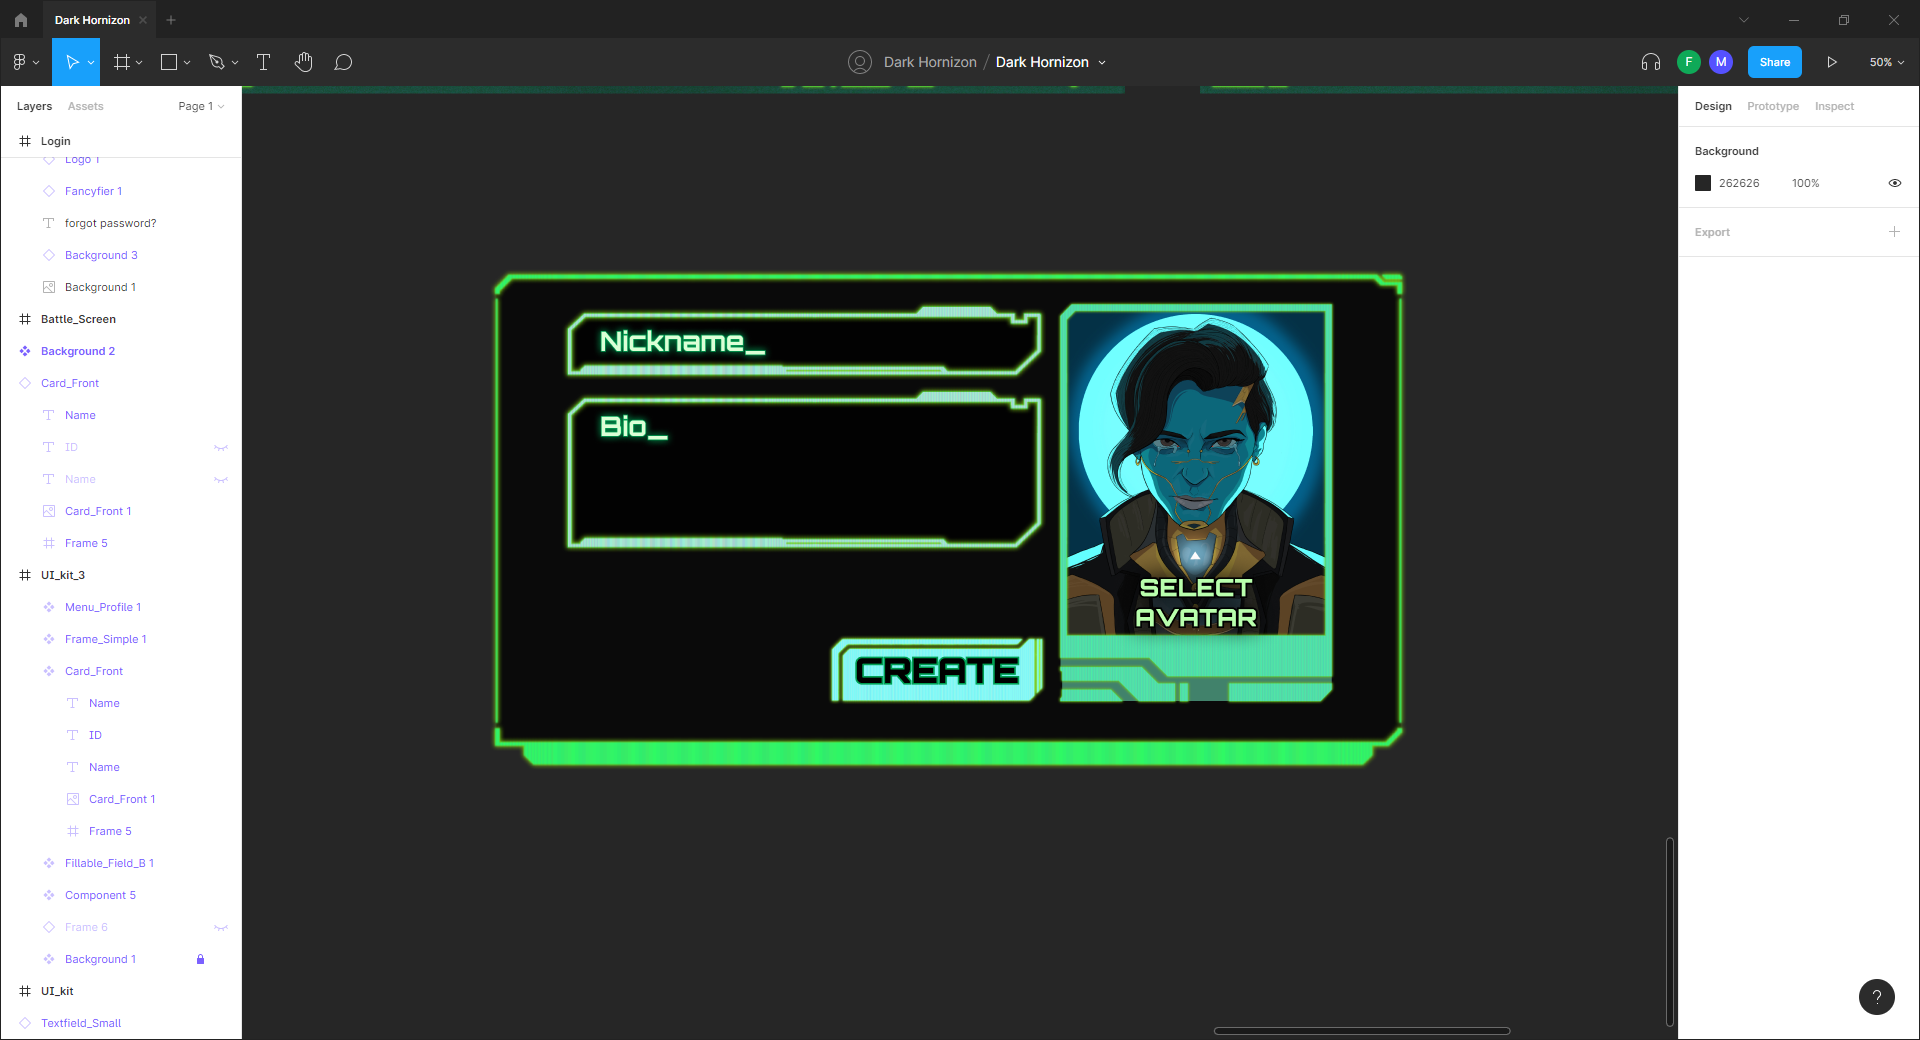 Dark Hornizon
Dark Hornizon / Dark Hornizon
F
M
Share
50%
Layers
Assets
Page 1
Login
Logo 1
Fancyfier 1
forgot password?
Background 3
Background 1
Battle_Screen
Background 2
Card_Front
Name
ID
Name
Card_Front 1
Frame 5
UI_kit_3
Menu_Profile 1
Frame_Simple 1
Card_Front
Name
ID
Name
Card_Front 1
Frame 5
Fillable_Field_B 1
Component 5
Frame 6
Background 1
UI_kit
Textfield_Small
Nickname_
Bio_
SELECT
AVATAR
CREATE
Design
Prototype
Inspect
Background
262626
100%
Export
?